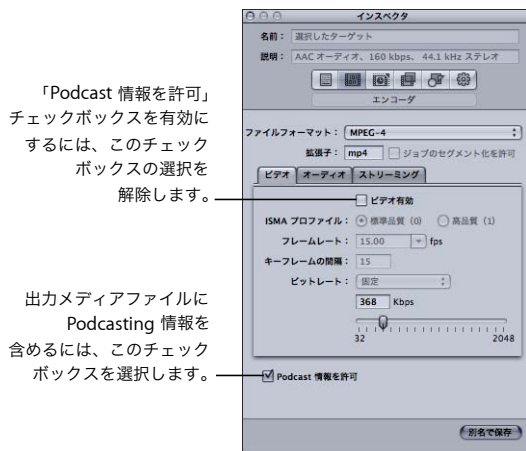 インスペクタ
名前： 選択したターゲット
説明： AAC オーディオ、160 kbps、 44.1 kHz ステレオ
エンコーダ
ファイルフォーマット： MPEG-4
拡張子： mp4 ジョブのセグメント化を許可
ビデオ オーディオ ストリーミング
「Podcast 情報を許可」
チェックボックスを有効に
するには、このチェック
ボックスの選択を
解除します。
ビデオ有効
ISMA プロファイル： 標準品質（0） 高品質（1）
フレームレート： 15.00 fps
キーフレームの間隔： 15
ビットレート： 固定
368 Kbps
32 2048
出力メディアファイルに
Podcasting 情報を
含めるには、このチェック
ボックスを選択します。
Podcast 情報を許可
別名で保存